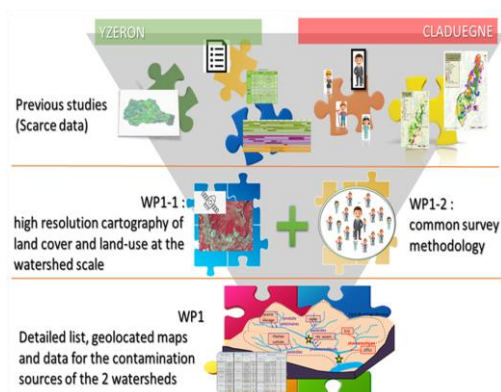 YZERON
CLADUEGNE
Previous studies
(Scarce data)
WP1-1 :
high resolution cartography of
land cover and land-use at the
watershed scale
WP1-2 :
common survey
methodology
WP1
Detailed list, geolocated maps
and data for the contamination
sources of the 2 watersheds